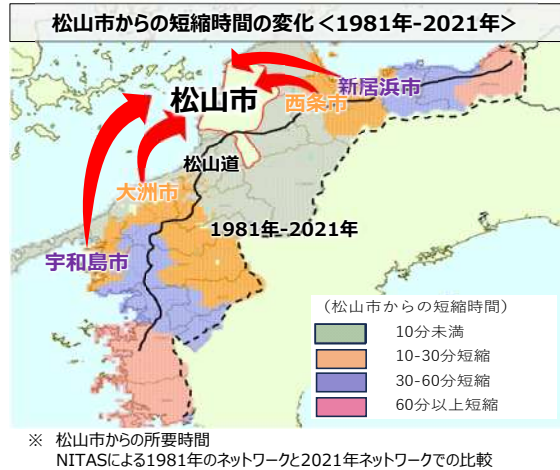 松山市からの短縮時間の変化<1981年-2021年>
新居浜市
松山市
西条市
松山道
大洲市
1981年-2021年
宇和島市
(松山市からの短縮時間)
10分未満
10-30分短縮
30-60分短縮
60分以上短縮
※ 松山市からの所要時間
NITASによる1981年のネットワークと2021年ネットワークでの比較